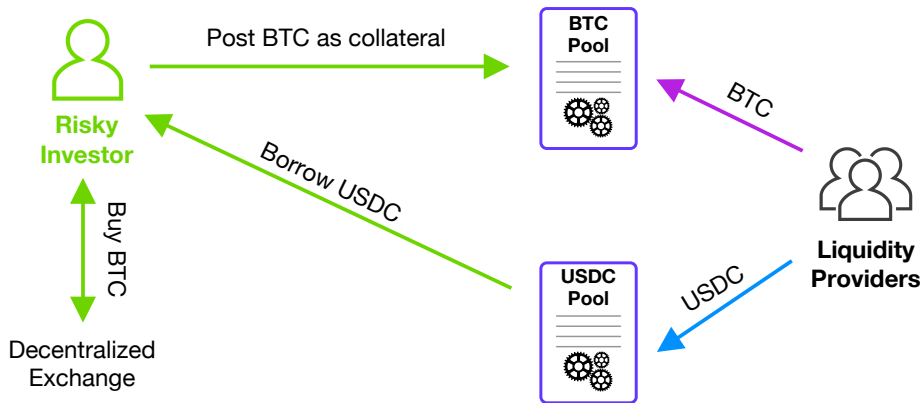 Post BTC as collateral
BTC
Pool
Risky
Investor
BTC
Borrow USDC
Buy BTC
Liquidity
Providers
USDC
Pool
USDC
Decentralized
Exchange